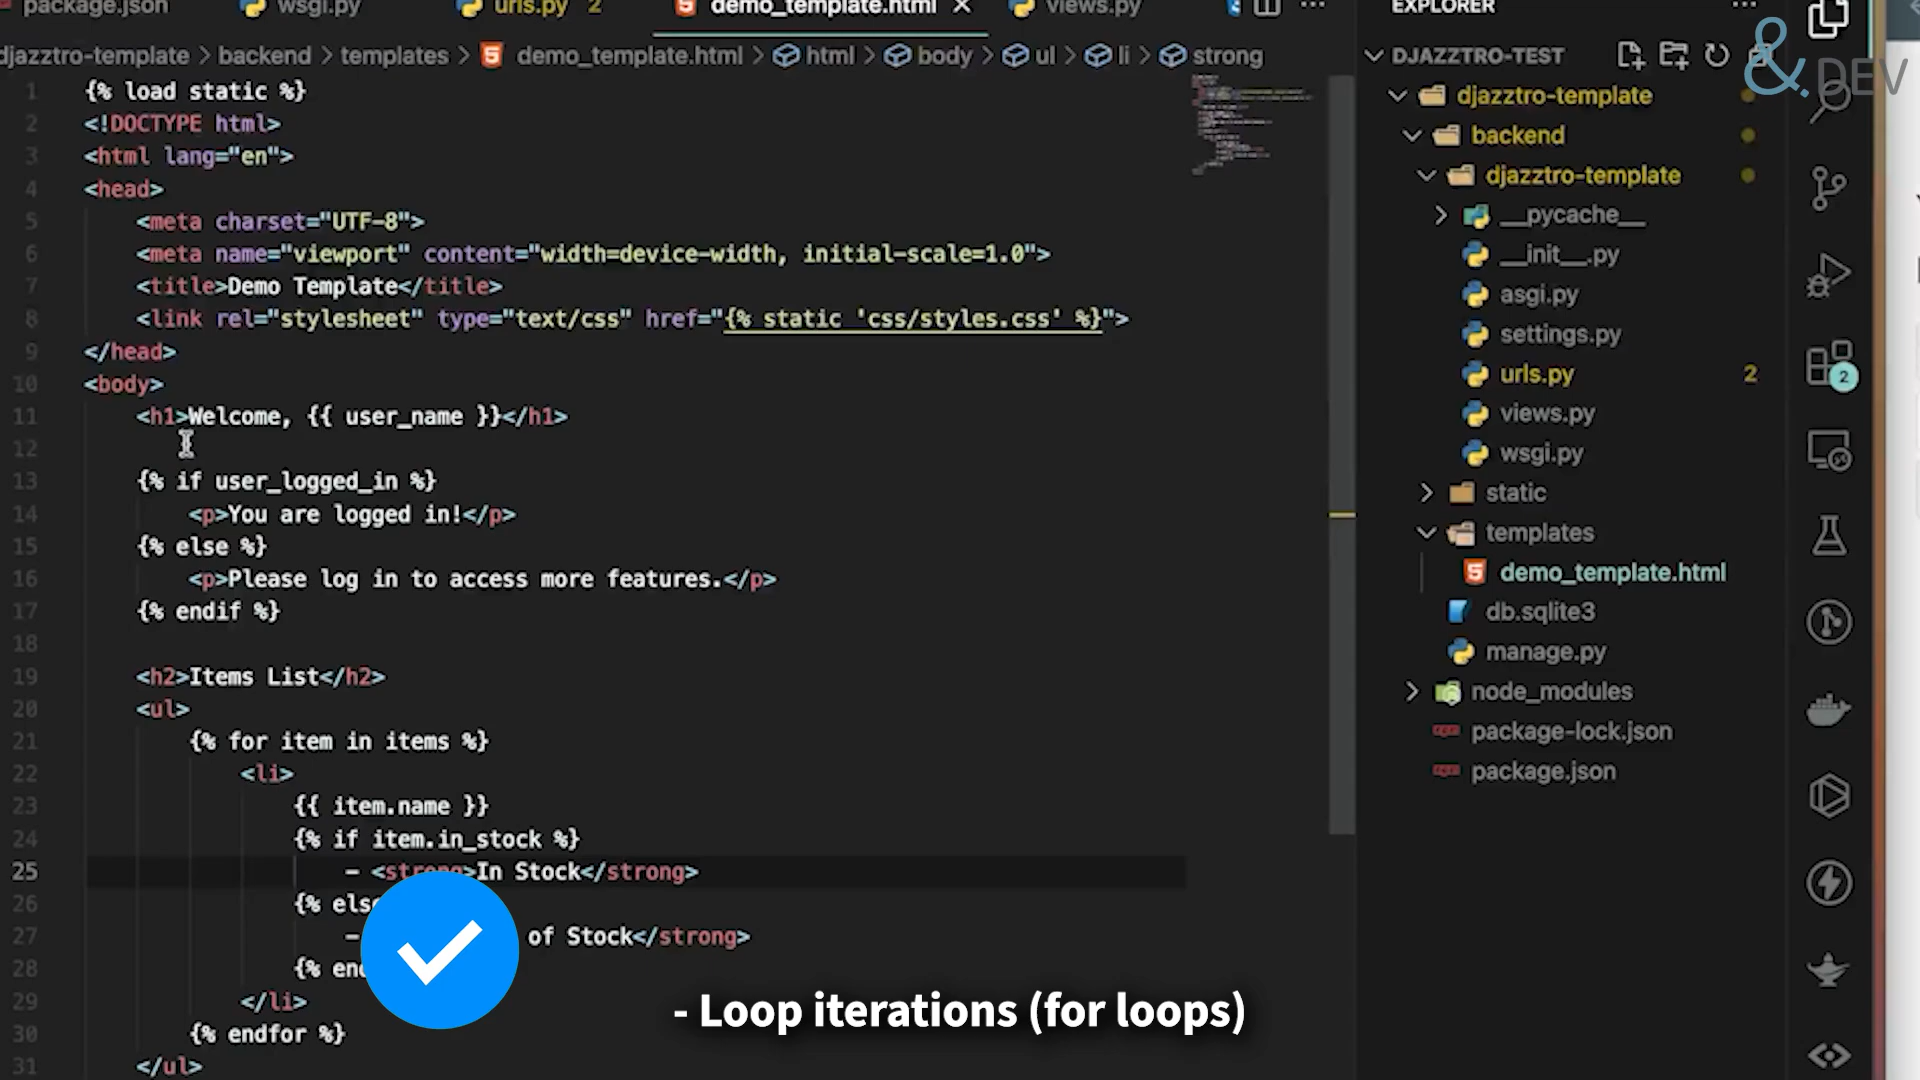 package.json wsgi.py urls.py 2 demo_template.html views.py
djazztro-template > backend > templates > demo_template.html > html > body > ul > li > strong
1 {% load static %}
2 <!DOCTYPE html>
3 <html lang="en">
4 <head>
5 <meta charset="UTF-8">
6 <meta name="viewport" content="width=device-width, initial-scale=1.0">
7 <title>Demo Template</title>
8 <link rel="stylesheet" type="text/css" href="{% static 'css/styles.css' %}">
9 </head>
10 <body>
11 <h1>Welcome, {{ user_name }}</h1>
12
13 {% if user_logged_in %}
14 <p>You are logged in!</p>
15 {% else %}
16 <p>Please log in to access more features.</p>
17 {% endif %}
18
19 <h2>Items List</h2>
20 <ul>
21 {% for item in items %}
22 <li>
23 {{ item.name }}
24 {% if item.in_stock %}
25 - <strong>In Stock</strong>
26 {% else
27 - of Stock</strong>
28 {% en
29 </li>
30 {% endfor %}
31 </ul>
- Loop iterations (for loops)
EXPLORER
DJAZZTRO-TEST
djazztro-template
backend
djazztro-template
__pycache__
__init__.py
asgi.py
settings.py
urls.py 2
views.py
wsgi.py
static
templates
demo_template.html
db.sqlite3
manage.py
node_modules
package-lock.json
package.json
&.DEV
2